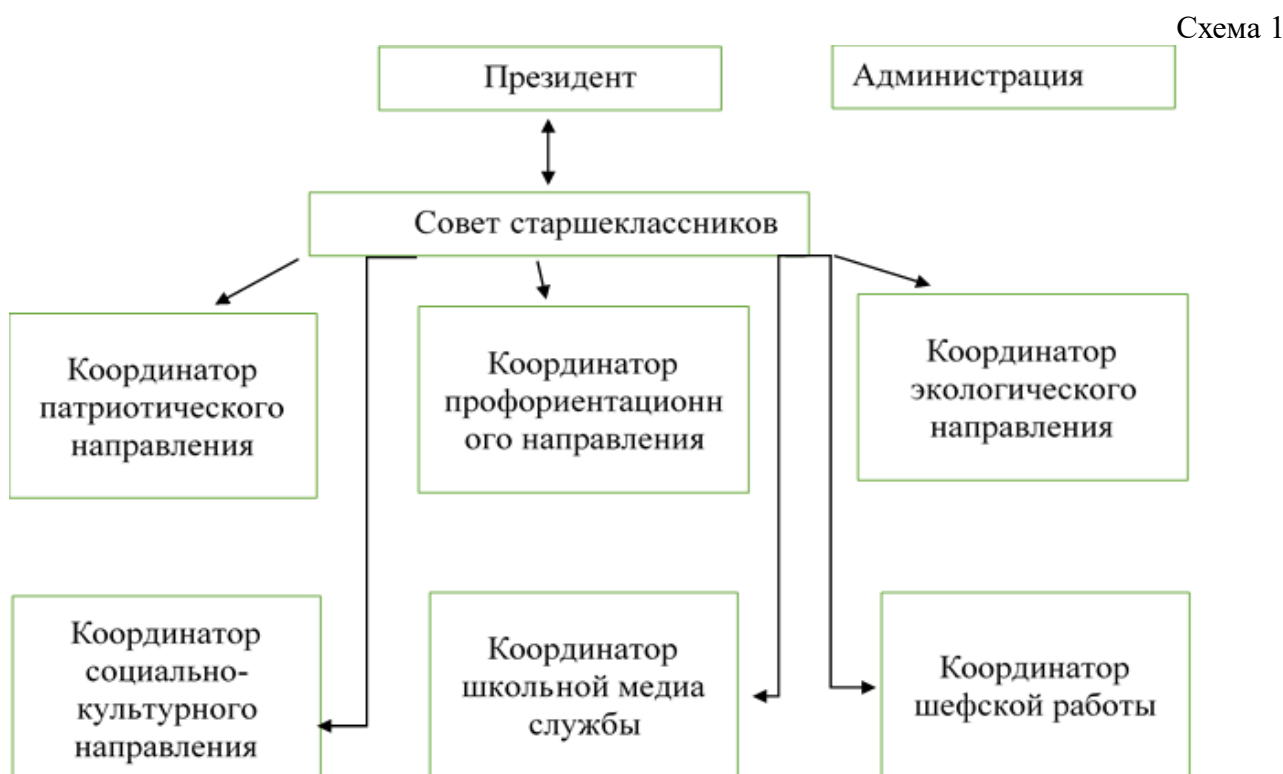 Схема 1
Президент
Администрация
Совет старшеклассников
Координатор
патриотического
направления
Координатор
профориентационн
ого направления
Координатор
экологического
направления
Координатор
социально-
культурного
направления
Координатор
школьной медиа
службы
Координатор
шефской работы